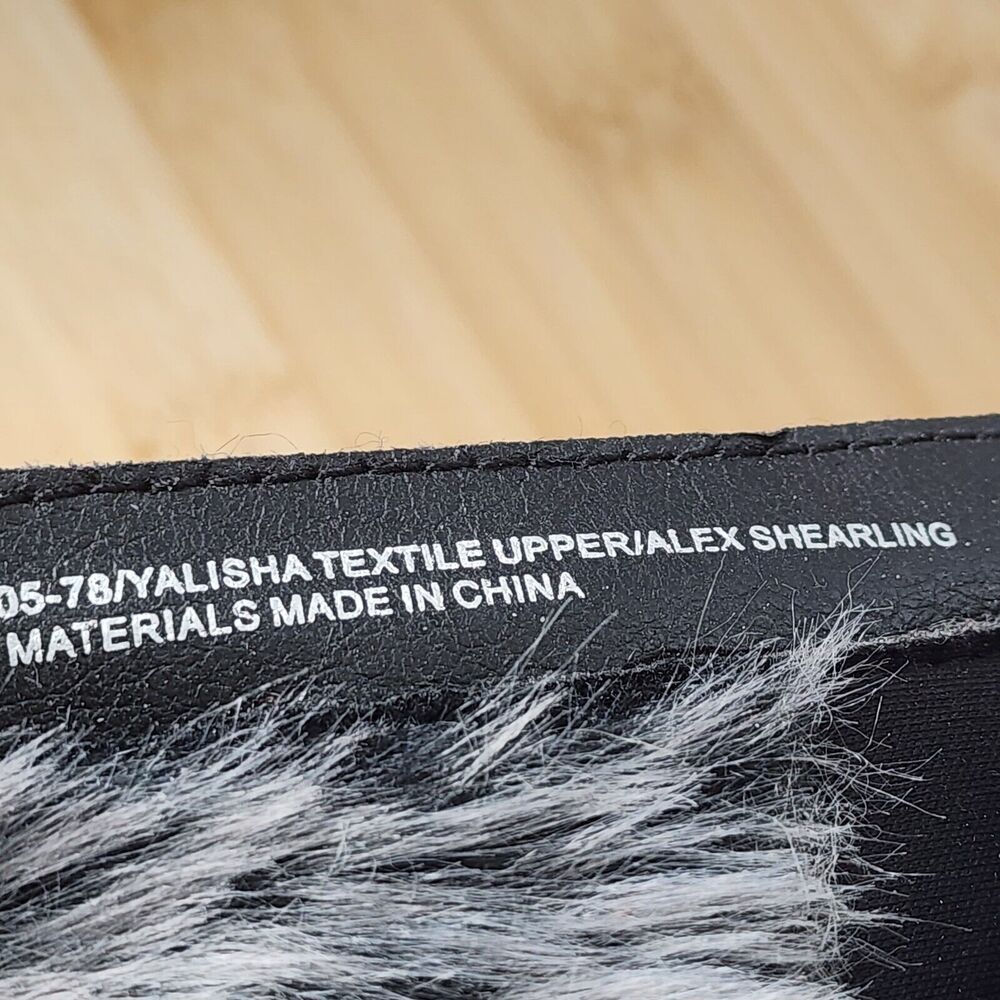 05-78/YALISHA TEXTILE UPPER/ALEX SHEARLING
MATERIALS MADE IN CHINA